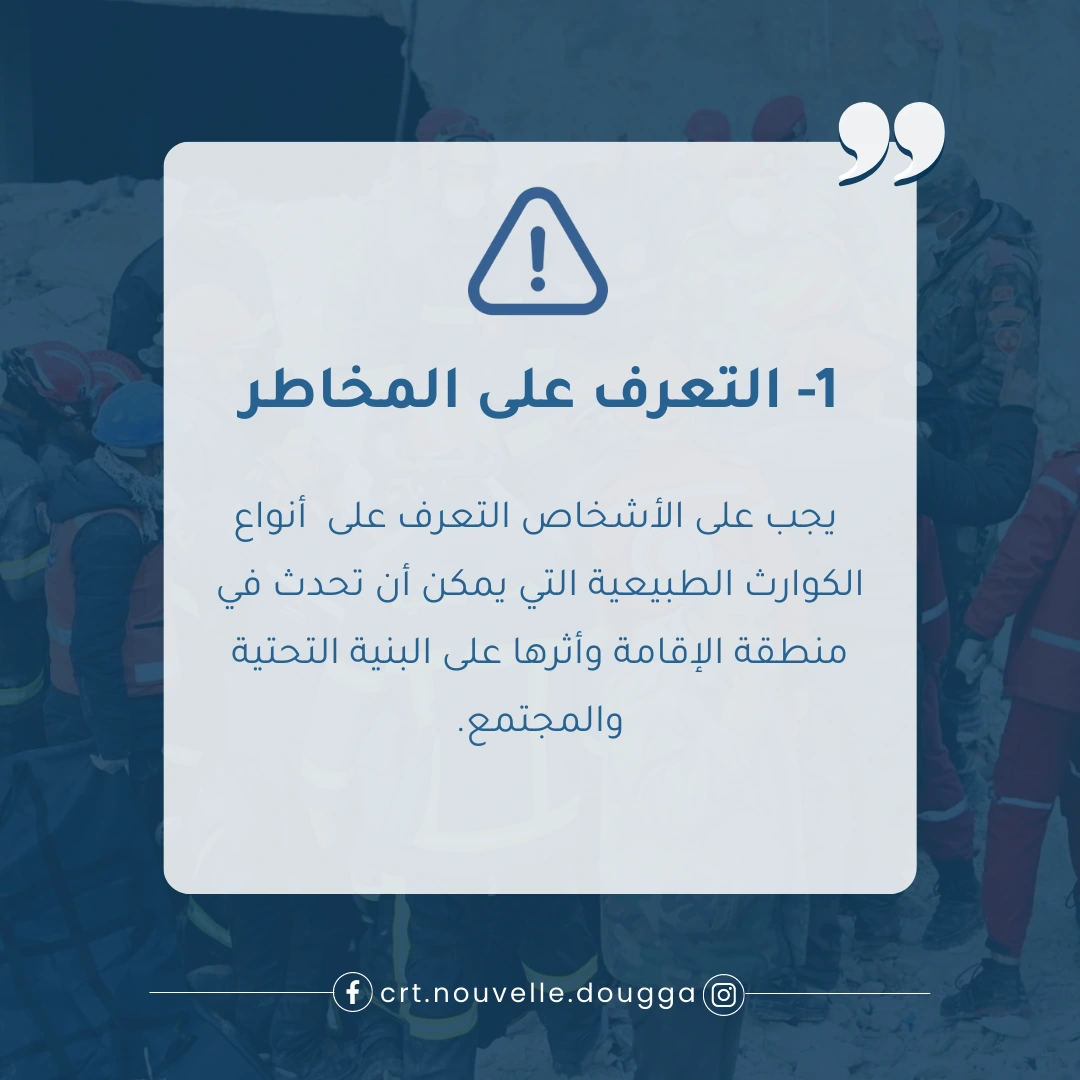 1- التعرف على المخاطر
يجب على الأشخاص التعرف على أنواع
الكوارث الطبيعية التي يمكن أن تحدث في
منطقة الإقامة وأثرها على البنية التحتية
والمجتمع.
crt.nouvelle.dougga